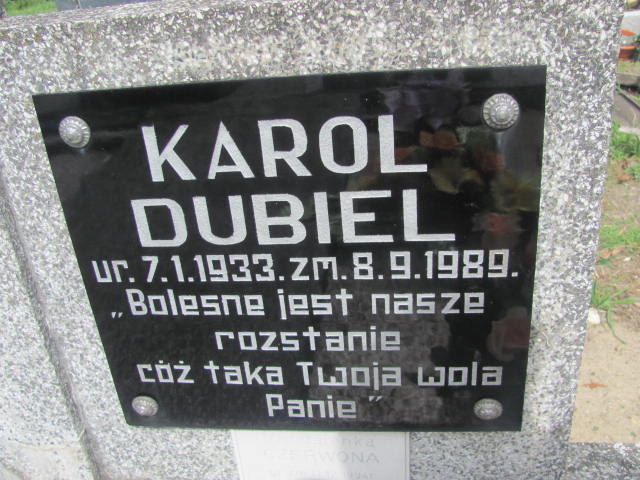 KAROL
DUBIEL
ur. 7.1.1933. zm. 8.9.1989.
„Bolesne jest nasze
rozstanie
cóż taka Twoja wola
Panie"
CZERWONA